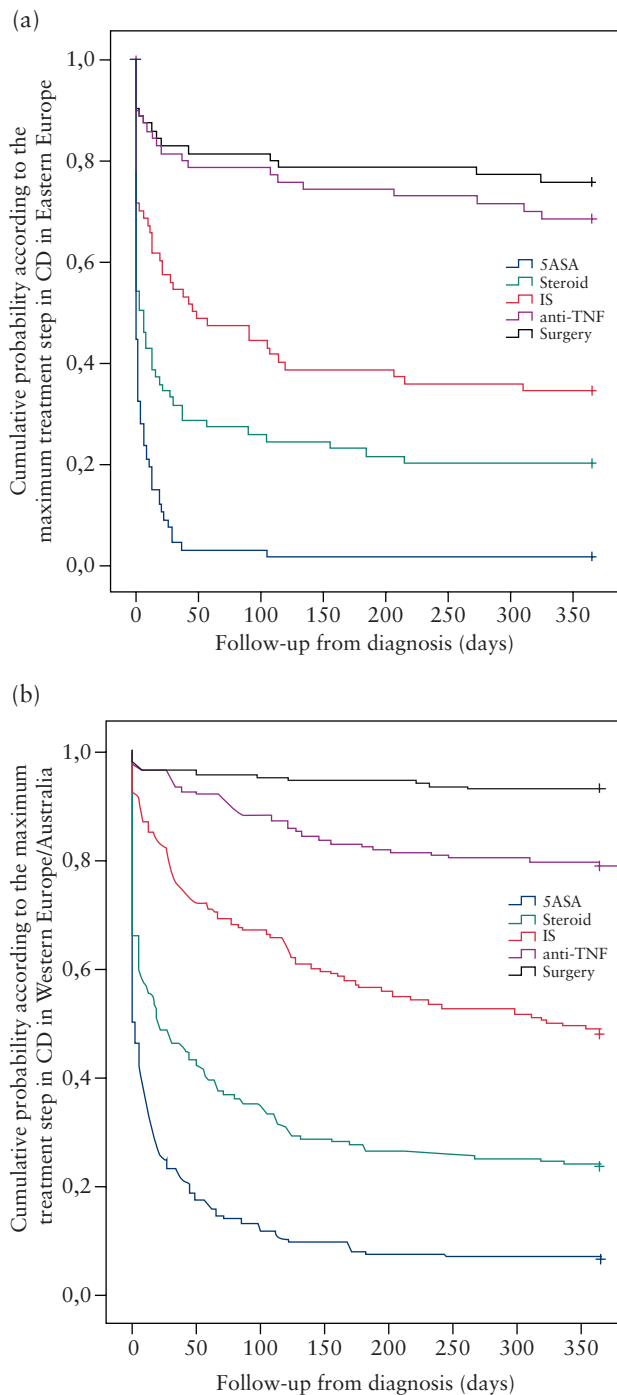 (a)
Cumulative probability according to the
maximum treatment step in CD in Eastern Europe
1,0
0,8
0,6
0,4
0,2
0,0
5ASA
Steroid
IS
anti-TNF
Surgery
0 50 100 150 200 250 300 350
Follow-up from diagnosis (days)
(b)
Cumulative probability according to the maximum
treatment step in CD in Western Europe/Australia
1,0
0,8
0,6
0,4
0,2
0,0
5ASA
Steroid
IS
anti-TNF
Surgery
0 50 100 150 200 250 300 350
Follow-up from diagnosis (days)